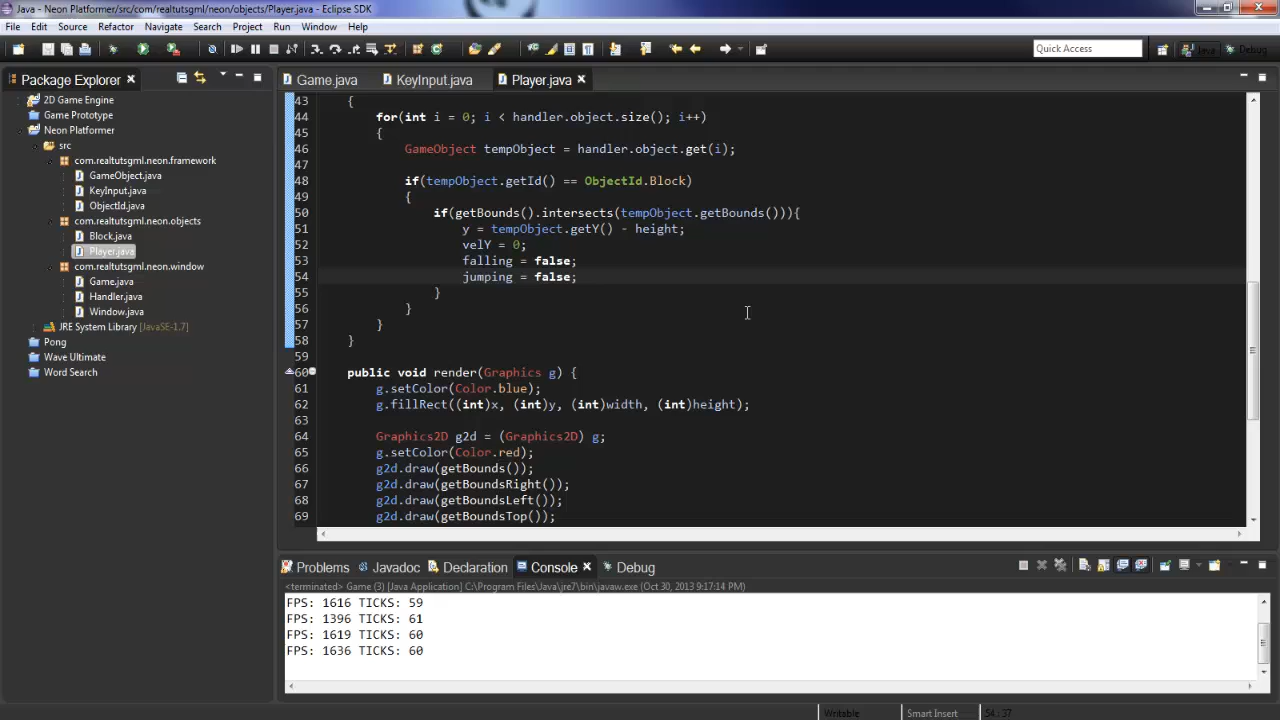 Java - Neon Platformer/src/com/realtutsgml/neon/objects/Player.java - Eclipse SDK
File Edit Source Refactor Navigate Search Project Run Window Help
Quick Access
Java
Debug
Package Explorer
Game.java
KeyInput.java
Player.java
2D Game Engine
Game Prototype
Neon Platformer
src
com.realtutsgml.neon.framework
GameObject.java
KeyInput.java
ObjectId.java
com.realtutsgml.neon.objects
Block.java
Player.java
com.realtutsgml.neon.window
Game.java
Handler.java
Window.java
JRE System Library [JavaSE-1.7]
Pong
Wave Ultimate
Word Search
43 {
44 for(int i = 0; i < handler.object.size(); i++)
45 {
46 GameObject tempObject = handler.object.get(i);
47
48 if(tempObject.getId() == ObjectId.Block)
49 {
50 if(getBounds().intersects(tempObject.getBounds())){
51 y = tempObject.getY() - height;
52 velY = 0;
53 falling = false;
54 jumping = false;
55 }
56 }
57 }
58 }
59
60 public void render(Graphics g) {
61 g.setColor(Color.blue);
62 g.fillRect((int)x, (int)y, (int)width, (int)height);
63
64 Graphics2D g2d = (Graphics2D) g;
65 g.setColor(Color.red);
66 g2d.draw(getBounds());
67 g2d.draw(getBoundsRight());
68 g2d.draw(getBoundsLeft());
69 g2d.draw(getBoundsTop());
Problems Javadoc Declaration Console Debug
<terminated> Game (3) [Java Application] C:\Program Files\Java\jre7\bin\javaw.exe (Oct 30, 2013 9:17:14 PM)
FPS: 1616 TICKS: 59
FPS: 1396 TICKS: 61
FPS: 1619 TICKS: 60
FPS: 1636 TICKS: 60
Writable
Smart Insert
54 : 37